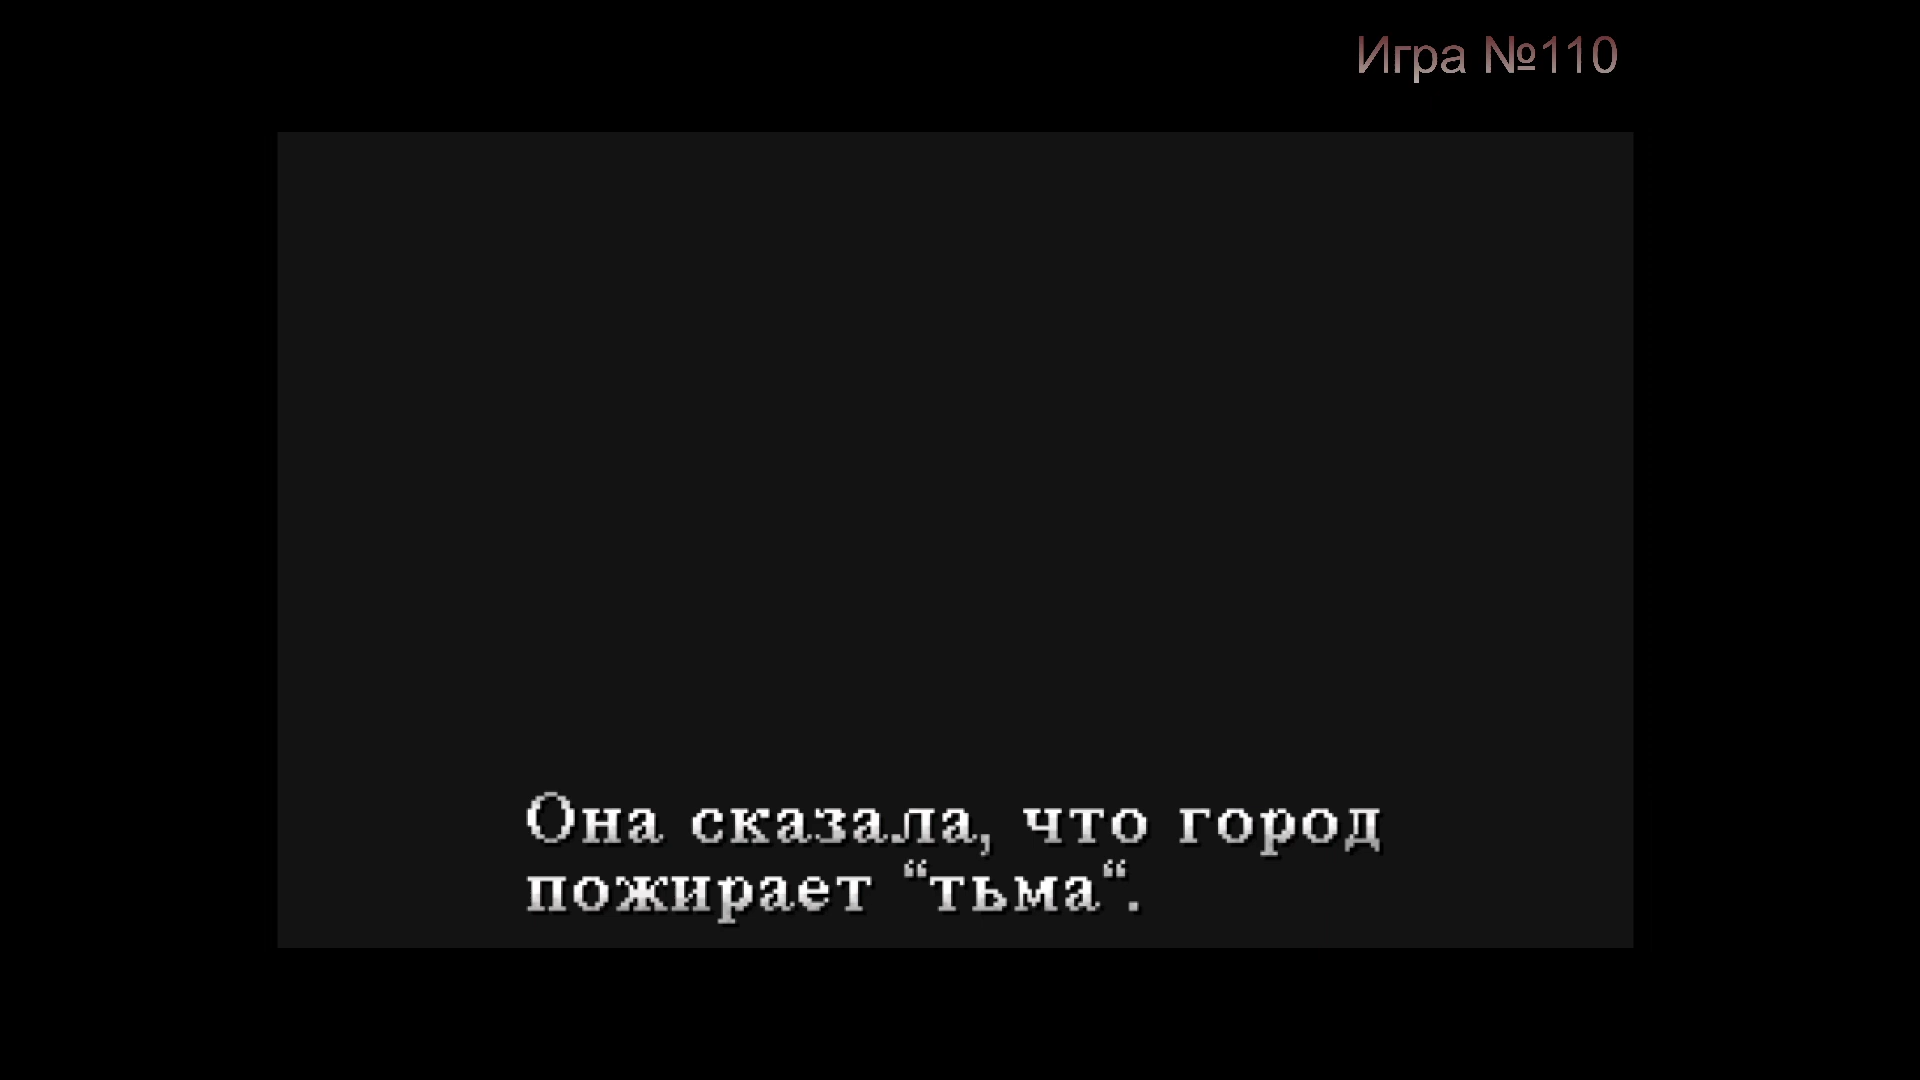 Игра №110
Она сказала, что город
пожирает “тьма“.